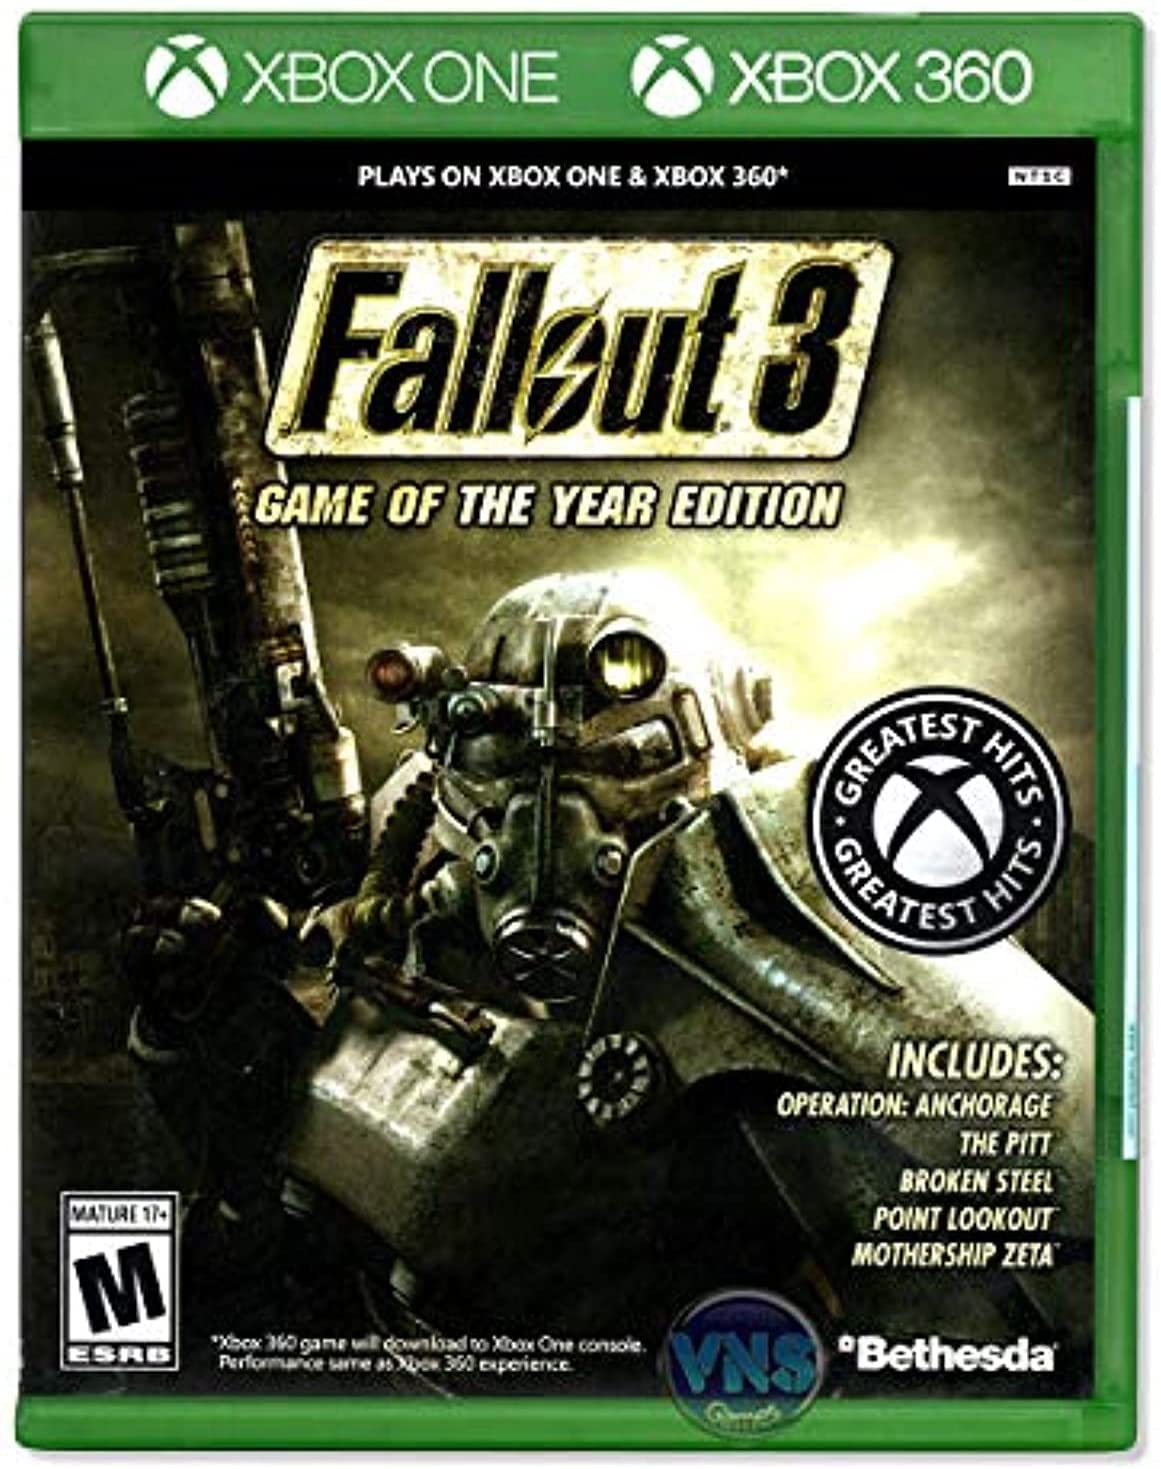 XBOX ONE XBOX 360
PLAYS ON XBOX ONE & XBOX 360*
NTSC
Fallout 3
GAME OF THE YEAR EDITION
GREATEST HITS
GREATEST HITS
INCLUDES:
OPERATION: ANCHORAGE
THE PITT
BROKEN STEEL
POINT LOOKOUT
MOTHERSHIP ZETA
MATURE 17+
M
ESRB
*Xbox 360 game will download to Xbox One console.
Performance same as Xbox 360 experience.
VNS
Games
Bethesda